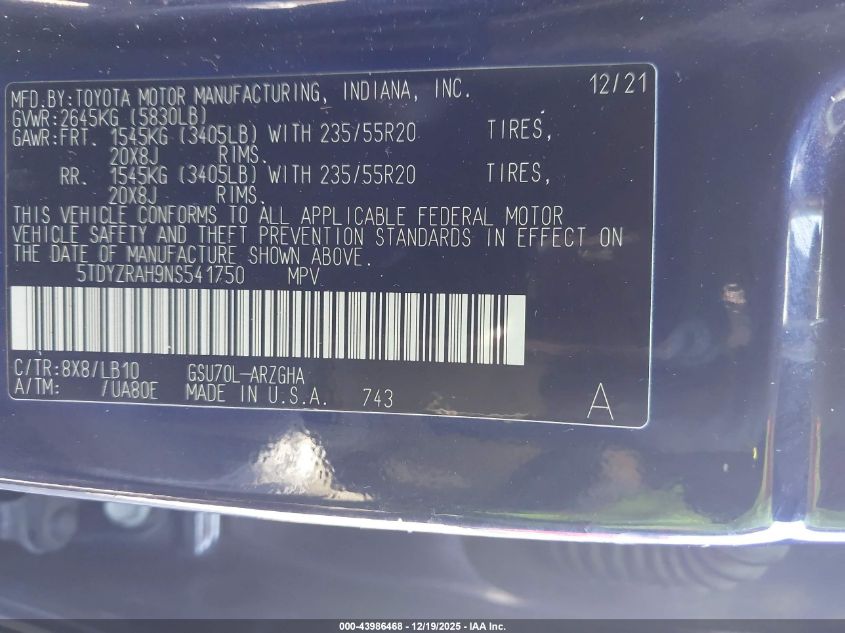 MFD.BY:TOYOTA MOTOR MANUFACTURING, INDIANA, INC. 12/21
GVWR:2645KG (5830LB)
GAWR:FRT. 1545KG (3405LB) WITH 235/55R20 TIRES,
20X8J RIMS.
RR. 1545KG (3405LB) WITH 235/55R20 TIRES,
20X8J RIMS.
THIS VEHICLE CONFORMS TO ALL APPLICABLE FEDERAL MOTOR
VEHICLE SAFETY AND THEFT PREVENTION STANDARDS IN EFFECT ON
THE DATE OF MANUFACTURE SHOWN ABOVE.
5TDYZRAH9NS541750 MPV
C/TR:8X8/LB10 GSU70L-ARZGHA
A/TM: /UA80E MADE IN U.S.A. 743 A
000-43986468 - 12/19/2025 - IAA Inc.